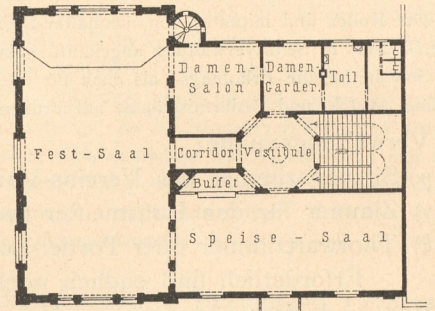 Damen-
Salon
Damen-
Garder.
Toil
Fest-Saal
Corridor
Vestibule
Buffet
Speise - Saal